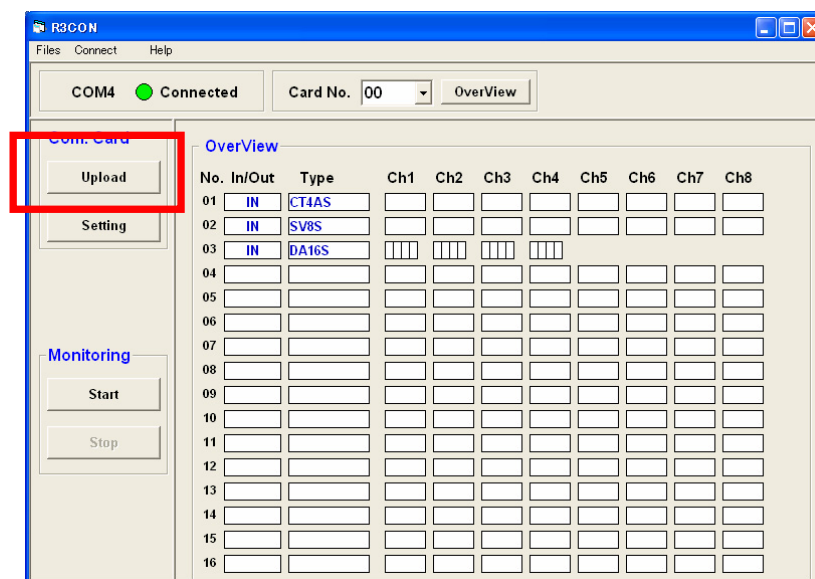 R3CON
Files Connect Help
COM4 Connected Card No. 00 OverView
Com. Card
Upload
Setting
Monitoring
Start
Stop
OverView
No. In/Out Type Ch1 Ch2 Ch3 Ch4 Ch5 Ch6 Ch7 Ch8
01 IN CT4AS
02 IN SV8S
03 IN DA16S
04
05
06
07
08
09
10
11
12
13
14
15
16